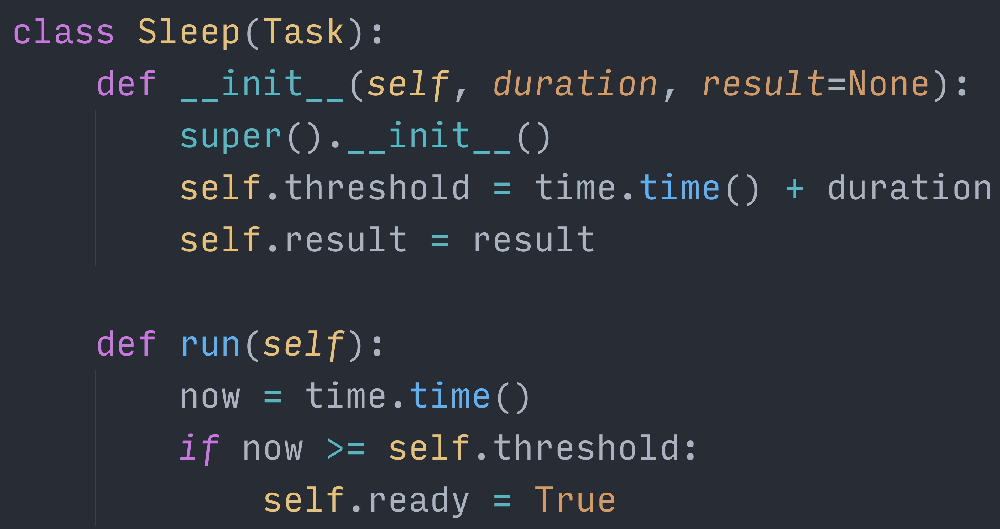 class Sleep(Task):
    def __init__(self, duration, result=None):
        super().__init__()
        self.threshold = time.time() + duration
        self.result = result

    def run(self):
        now = time.time()
        if now >= self.threshold:
            self.ready = True